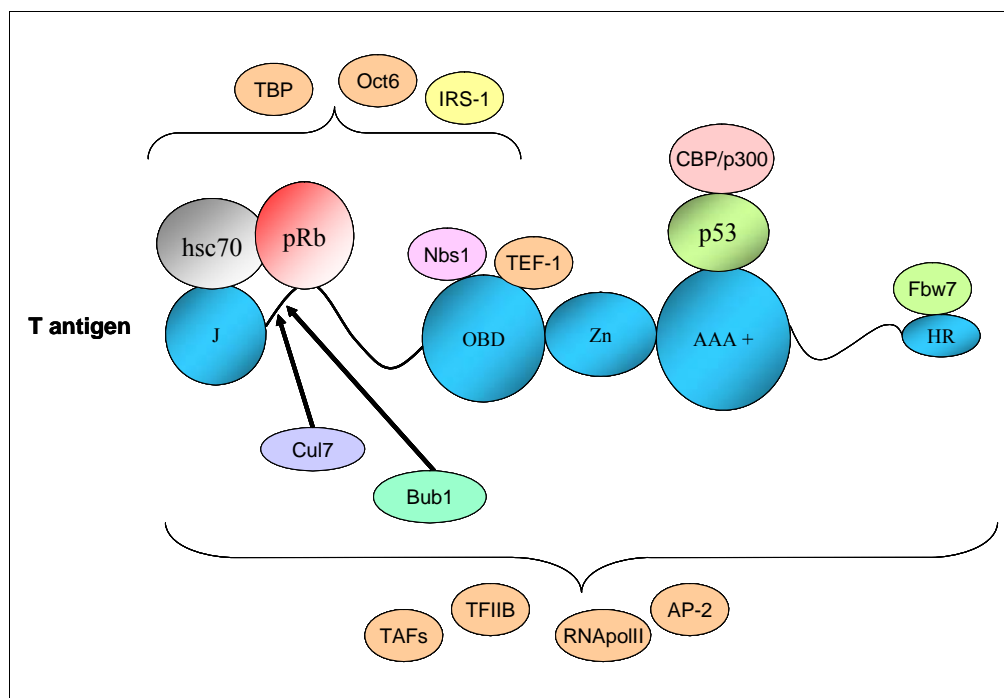 TBP
Oct6
IRS-1
CBP/p300
hsc70
pRb
p53
Nbs1
TEF-1
Fbw7
T antigen
J
OBD
Zn
AAA +
HR
Cul7
Bub1
TAFs
TFIIB
RNApolII
AP-2